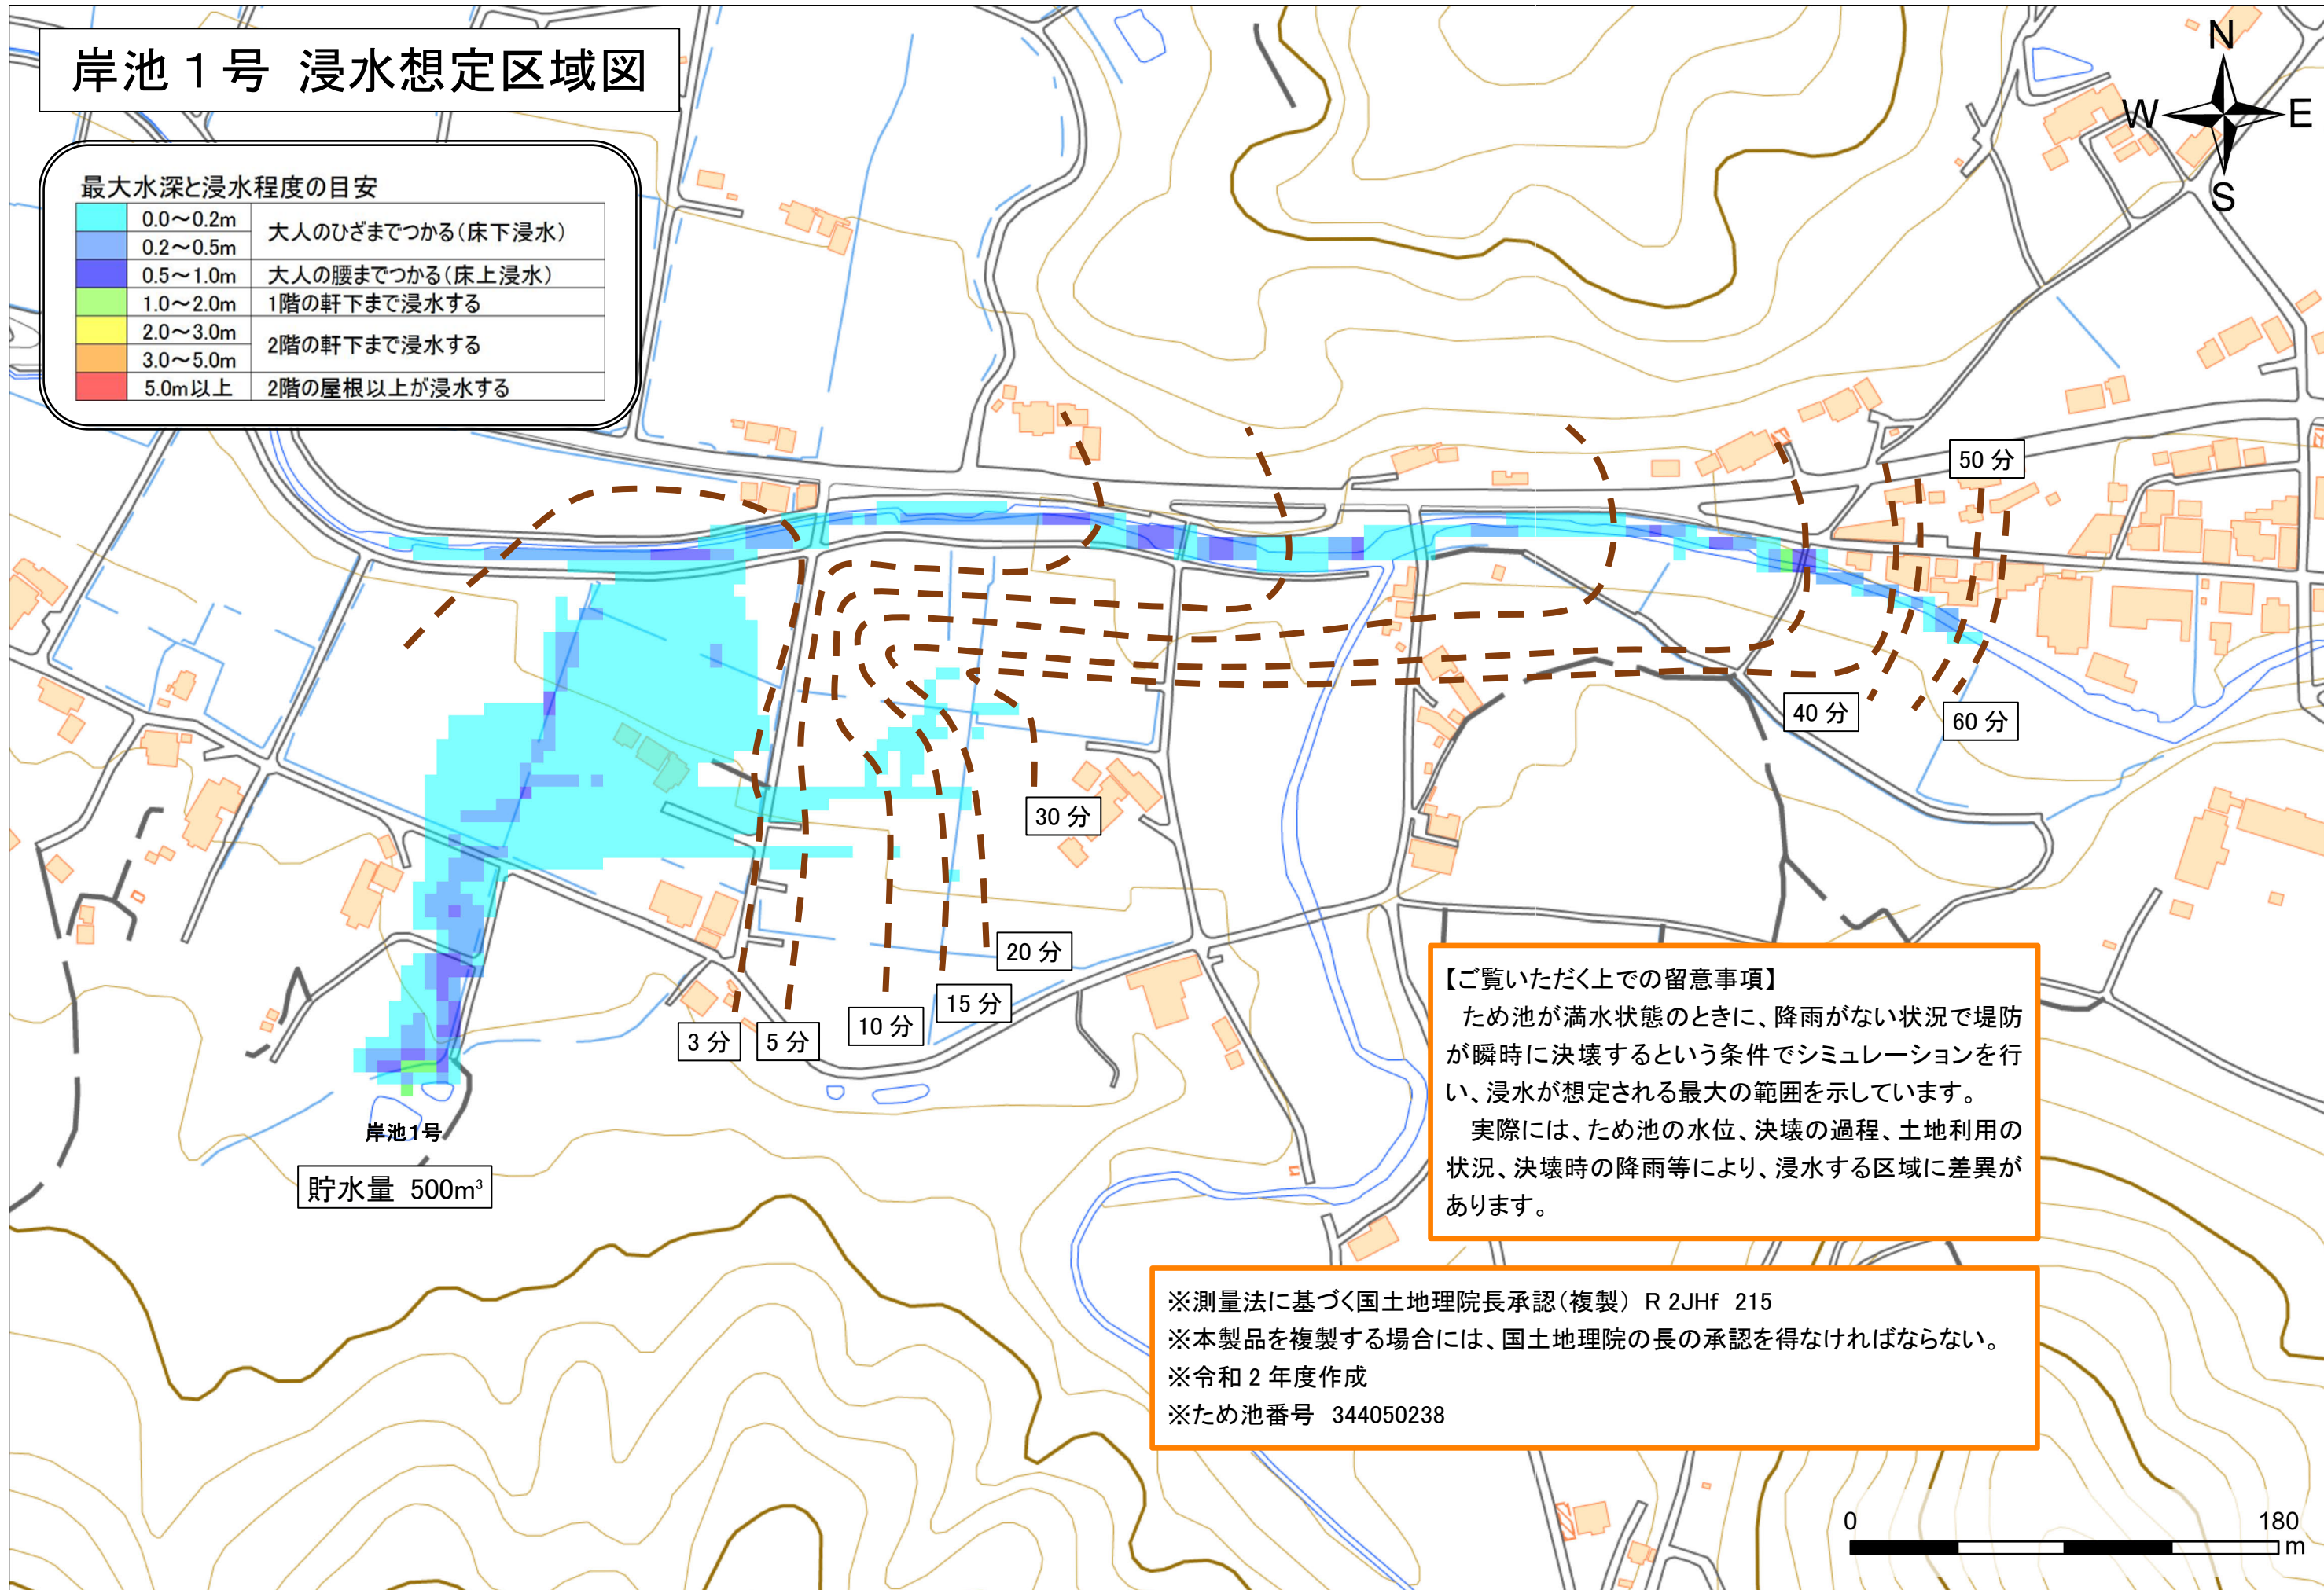 岸池１号 浸水想定区域図
N
W
E
S
最大水深と浸水程度の目安
0.0～0.2m
大人のひざまでつかる（床下浸水）
0.2～0.5m
0.5～1.0m 大人の腰までつかる（床上浸水）
1.0～2.0m 1階の軒下まで浸水する
2.0～3.0m
2階の軒下まで浸水する
3.0～5.0m
5.0m以上 2階の屋根以上が浸水する
50 分
40 分
60 分
30 分
20 分
15 分
10 分
5 分
3 分
岸池1号
貯水量 500m³
【ご覧いただく上での留意事項】
ため池が満水状態のときに、降雨がない状況で堤防
が瞬時に決壊するという条件でシミュレーションを行
い、浸水が想定される最大の範囲を示しています。
実際には、ため池の水位、決壊の過程、土地利用の
状況、決壊時の降雨等により、浸水する区域に差異が
あります。
※測量法に基づく国土地理院長承認（複製） R 2JHf 215
※本製品を複製する場合には、国土地理院の長の承認を得なければならない。
※令和 2 年度作成
※ため池番号 344050238
0
180
m